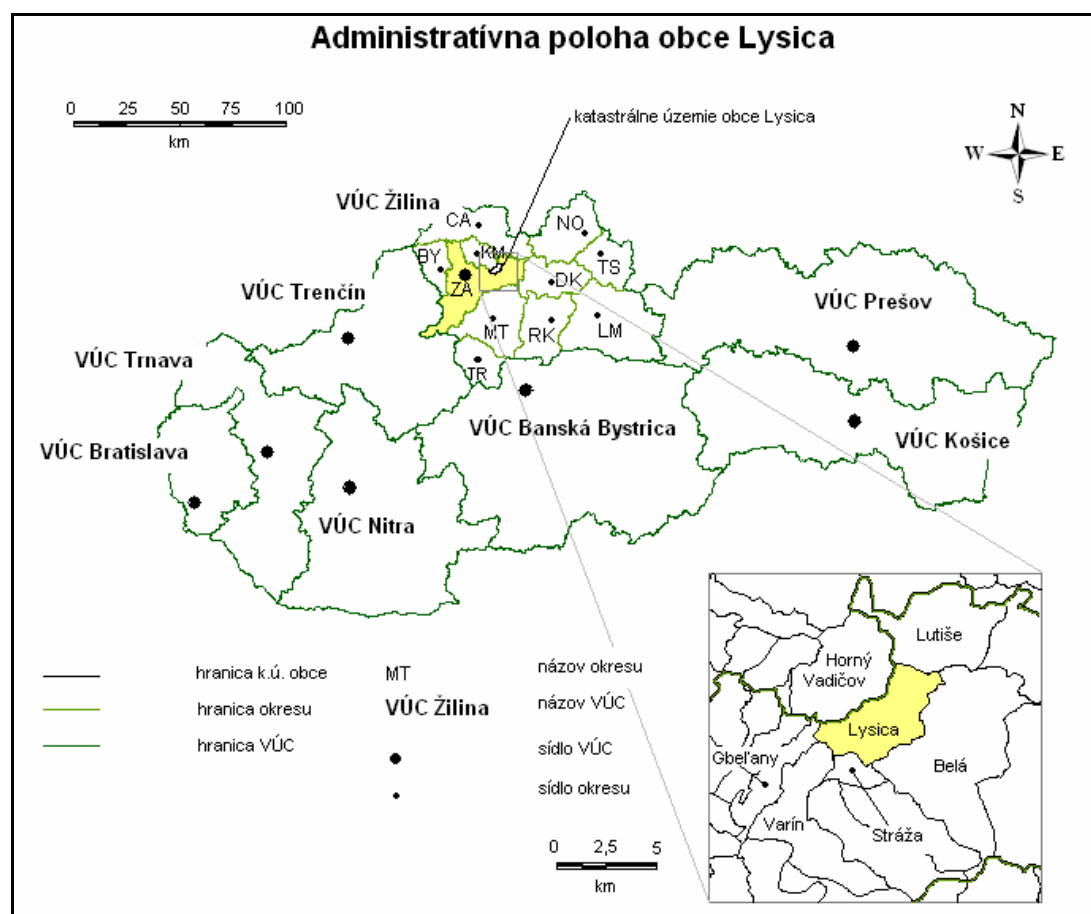 Administratívna poloha obce Lysica
0 25 50 75 100
km
katastrálne územie obce Lysica
N
W E
S
VÚC Žilina
CA
NO
BY
KM
TS
ZA
DK
VÚC Trenčín
VÚC Prešov
MT
RK
LM
VÚC Trnava
TR
VÚC Banská Bystrica
VÚC Košice
VÚC Bratislava
VÚC Nitra
Lutiše
Horný
Vadičov
Lysica
Gbeľany
Belá
Varín
Stráža
hranica k.ú. obce
MT
názov okresu
hranica okresu
VÚC Žilina
názov VÚC
hranica VÚC
sídlo VÚC
sídlo okresu
0 2,5 5
km